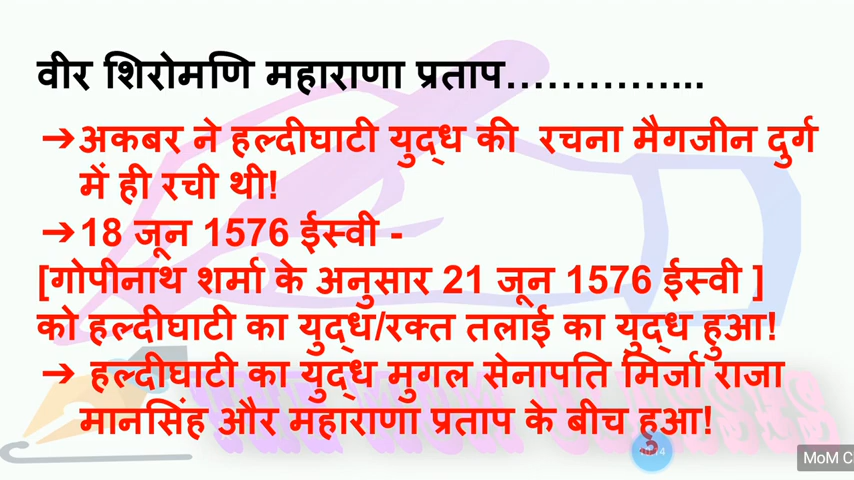 वीर शिरोमणि महाराणा प्रताप...............
➔अकबर ने हल्दीघाटी युद्ध की रचना मैगजीन दुर्ग
में ही रची थी!
➔18 जून 1576 ईस्वी -
[गोपीनाथ शर्मा के अनुसार 21 जून 1576 ईस्वी ]
को हल्दीघाटी का युद्ध/रक्त तलाई का युद्ध हुआ!
➔ हल्दीघाटी का युद्ध मुगल सेनापति मिर्जा राजा
मानसिंह और महाराणा प्रताप के बीच हुआ!
MoM C